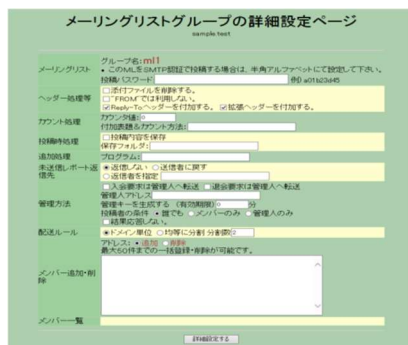 メーリングリストグループの詳細設定ページ
sample.test
メーリングリスト
グループ名: ml1
• このMLをSMTP認証で投稿する場合は、半角アルファベットにて設定して下さい。
投稿パスワード 例) a01b23d45
ヘッダー処理等
添付ファイルを削除する。
"FROM"では利用しない。
Reply-Toヘッダーを付加する。 拡張ヘッダーを付加する。
カウント処理
カウンタ値: 0
付加表題&カウント方法:
投稿時処理
投稿内容を保存
保存フォルダ:
追加処理
プログラム:
未送信レポート返信先
返信しない 送信者に戻す
返信者を指定
管理方法
入会要求は管理人へ転送 退会要求は管理人へ転送
管理人アドレス
管理キーを生成する (有効期限) 0 分
投稿者の条件 誰でも メンバーのみ 管理人のみ
結果応答しない。
配送ルール
ドメイン単位 均等に分割 分割数 2
メンバー追加・削除
アドレス: 追加 削除
最大50件までの一括登録・削除が可能です。
メンバー一覧
詳細設定する